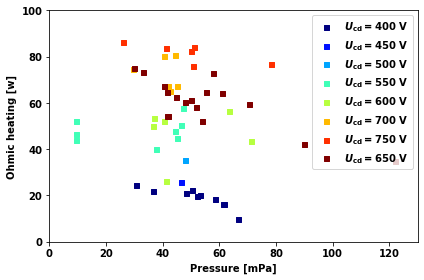 100
80
60
40
20
0
Ohmic heating [w]
0
20
40
60
80
100
120
Pressure [mPa]
Ucd = 400 V
Ucd = 450 V
Ucd = 500 V
Ucd = 550 V
Ucd = 600 V
Ucd = 700 V
Ucd = 750 V
Ucd = 650 V